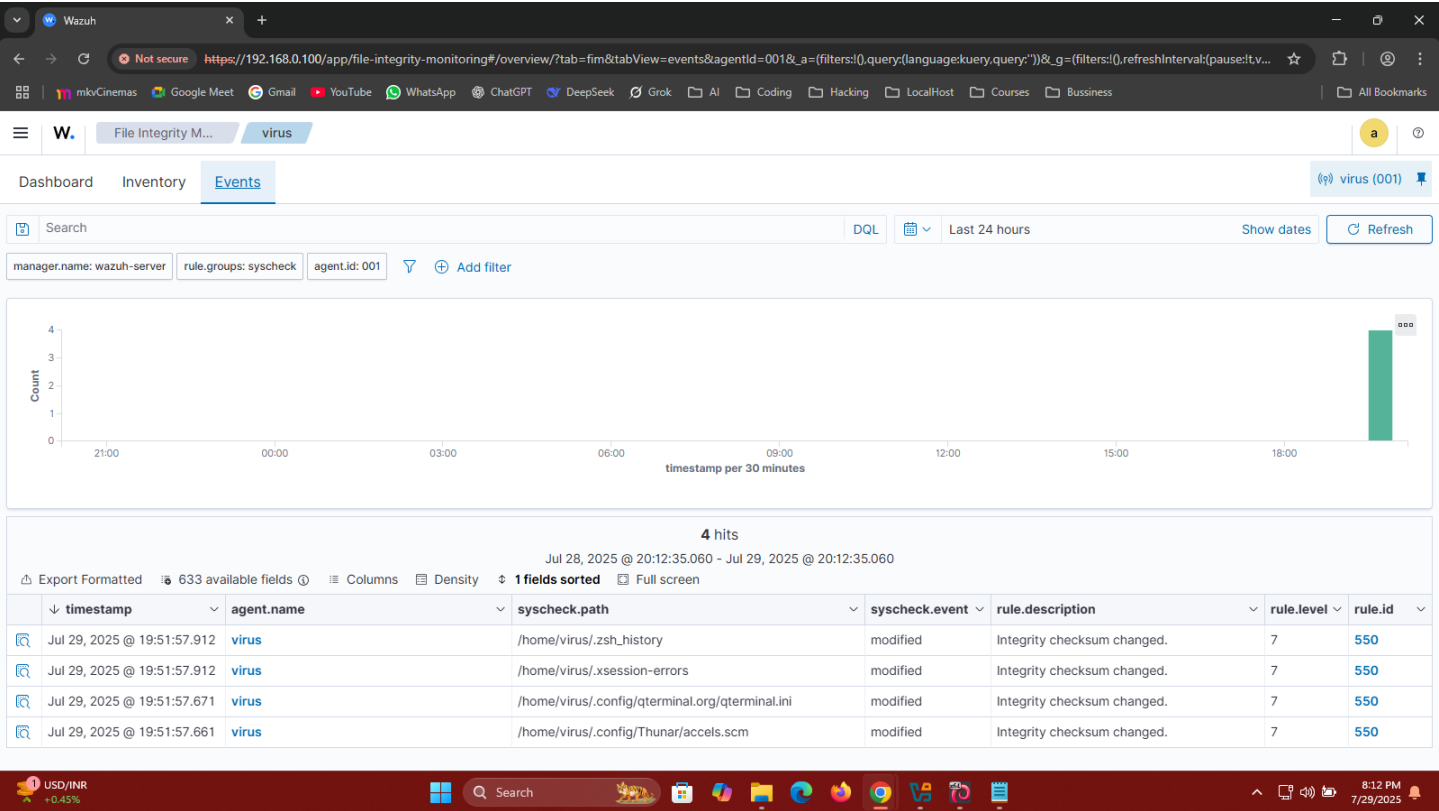 Wazuh
Not secure https://192.168.0.100/app/file-integrity-monitoring#/overview/?tab=fim&tabView=events&agentId=001&_a=(filters:!(),query:(language:kuery,query:''))&_g=(filters:!(),refreshInterval:(pause:!t,v...
mkvCinemas Google Meet Gmail YouTube WhatsApp ChatGPT DeepSeek Grok AI Coding Hacking LocalHost Courses Bussiness All Bookmarks
W. File Integrity M... virus a
Dashboard Inventory Events virus (001)
Search DQL Last 24 hours Show dates Refresh
manager.name: wazuh-server rule.groups: syscheck agent.id: 001 Add filter
4
3
2
1
0
Count
21:00 00:00 03:00 06:00 09:00 12:00 15:00 18:00
timestamp per 30 minutes
4 hits
Jul 28, 2025 @ 20:12:35.060 - Jul 29, 2025 @ 20:12:35.060
Export Formatted 633 available fields Columns Density 1 fields sorted Full screen
timestamp agent.name syscheck.path syscheck.event rule.description rule.level rule.id
Jul 29, 2025 @ 19:51:57.912 virus /home/virus/.zsh_history modified Integrity checksum changed. 7 550
Jul 29, 2025 @ 19:51:57.912 virus /home/virus/.xsession-errors modified Integrity checksum changed. 7 550
Jul 29, 2025 @ 19:51:57.671 virus /home/virus/.config/qterminal.org/qterminal.ini modified Integrity checksum changed. 7 550
Jul 29, 2025 @ 19:51:57.661 virus /home/virus/.config/Thunar/accels.scm modified Integrity checksum changed. 7 550
1 USD/INR
+0.45%
Search
8:12 PM
7/29/2025